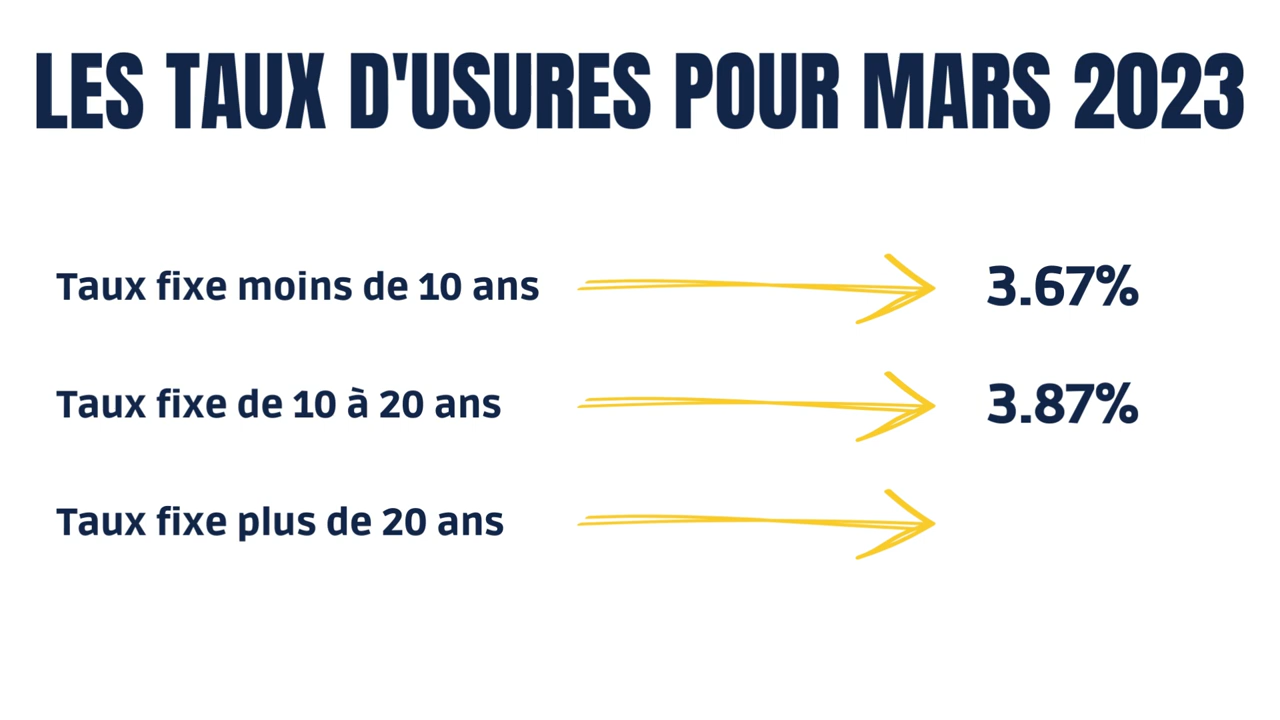 LES TAUX D'USURES POUR MARS 2023
Taux fixe moins de 10 ans 3.67%
Taux fixe de 10 à 20 ans 3.87%
Taux fixe plus de 20 ans